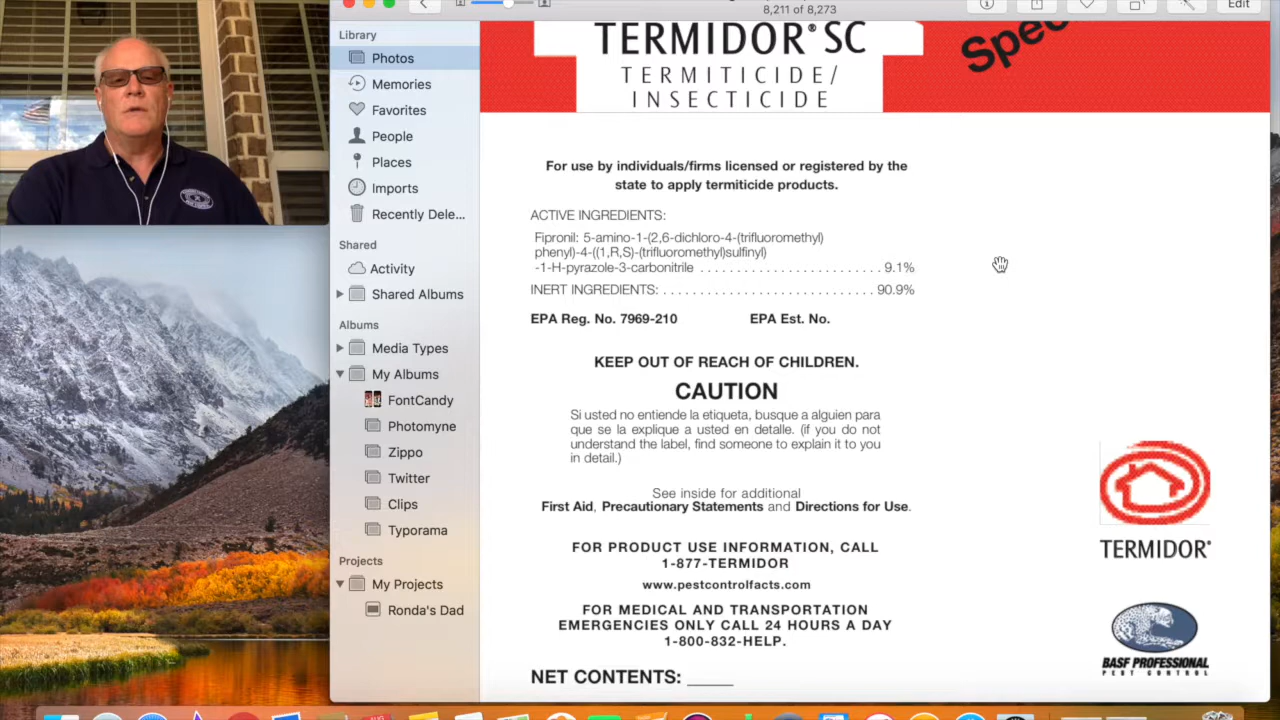 8,211 of 8,273
Edit
Library
Photos
Memories
Favorites
People
Places
Imports
Recently Dele...
Shared
Activity
Shared Albums
Albums
Media Types
My Albums
FontCandy
Photomyne
Zippo
Twitter
Clips
Typorama
Projects
My Projects
Ronda's Dad
TERMIDOR® SC
TERMITICIDE/
INSECTICIDE
For use by individuals/firms licensed or registered by the
state to apply termiticide products.
ACTIVE INGREDIENTS:
Fipronil: 5-amino-1-(2,6-dichloro-4-(trifluoromethyl)
phenyl)-4-((1,R,S)-(trifluoromethyl)sulfinyl)
-1-H-pyrazole-3-carbonitrile . . . . . . . . . . . . . . . . . . . . . . . . . 9.1%
INERT INGREDIENTS: . . . . . . . . . . . . . . . . . . . . . . . . . . . . . 90.9%
EPA Reg. No. 7969-210 EPA Est. No.
KEEP OUT OF REACH OF CHILDREN.
CAUTION
Si usted no entiende la etiqueta, busque a alguien para
que se la explique a usted en detalle. (if you do not
understand the label, find someone to explain it to you
in detail.)
See inside for additional
First Aid, Precautionary Statements and Directions for Use.
FOR PRODUCT USE INFORMATION, CALL
1-877-TERMIDOR
www.pestcontrolfacts.com
FOR MEDICAL AND TRANSPORTATION
EMERGENCIES ONLY CALL 24 HOURS A DAY
1-800-832-HELP.
NET CONTENTS: _____
TERMIDOR®
BASF PROFESSIONAL
PEST CONTROL